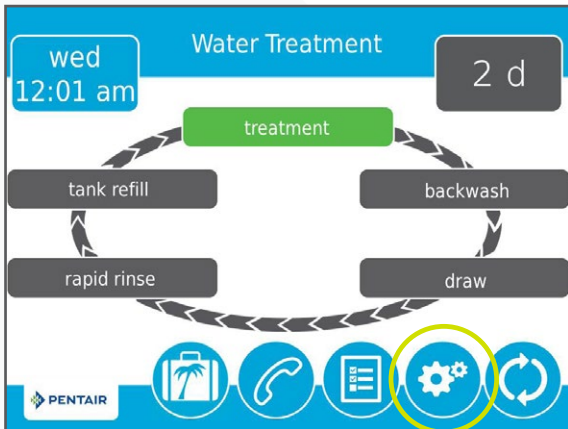 Water Treatment
wed
12:01 am
2 d
treatment
tank refill
backwash
rapid rinse
draw
PENTAIR